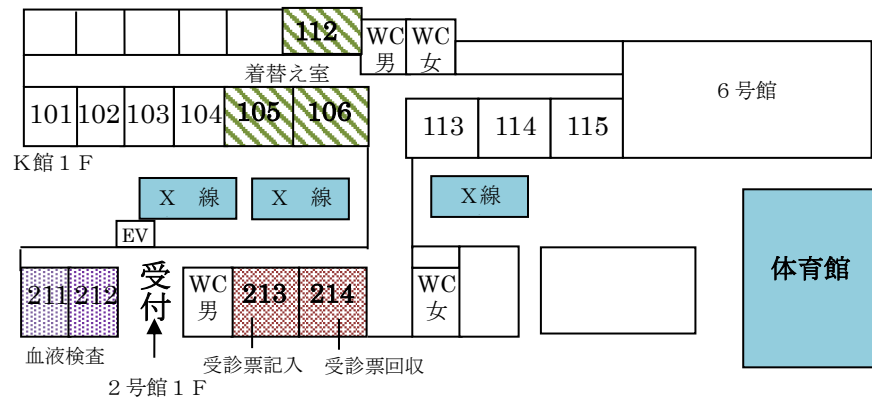 112
WC
男
WC
女
着替え室
6号館
101
102
103
104
105
106
113
114
115
K館1F
X 線
X 線
X線
EV
体育館
211
212
受付
WC
男
213
214
WC
女
血液検査
受診票記入
受診票回収
2号館1F